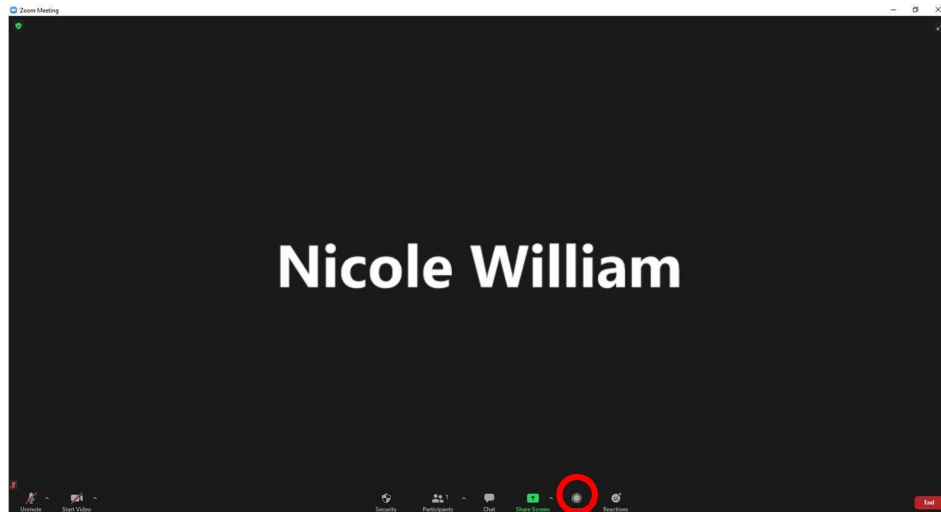 Zoom Meeting
Nicole William
1
Unmute
Start Video
Security
Participants
Chat
Share Screen
Reactions
End